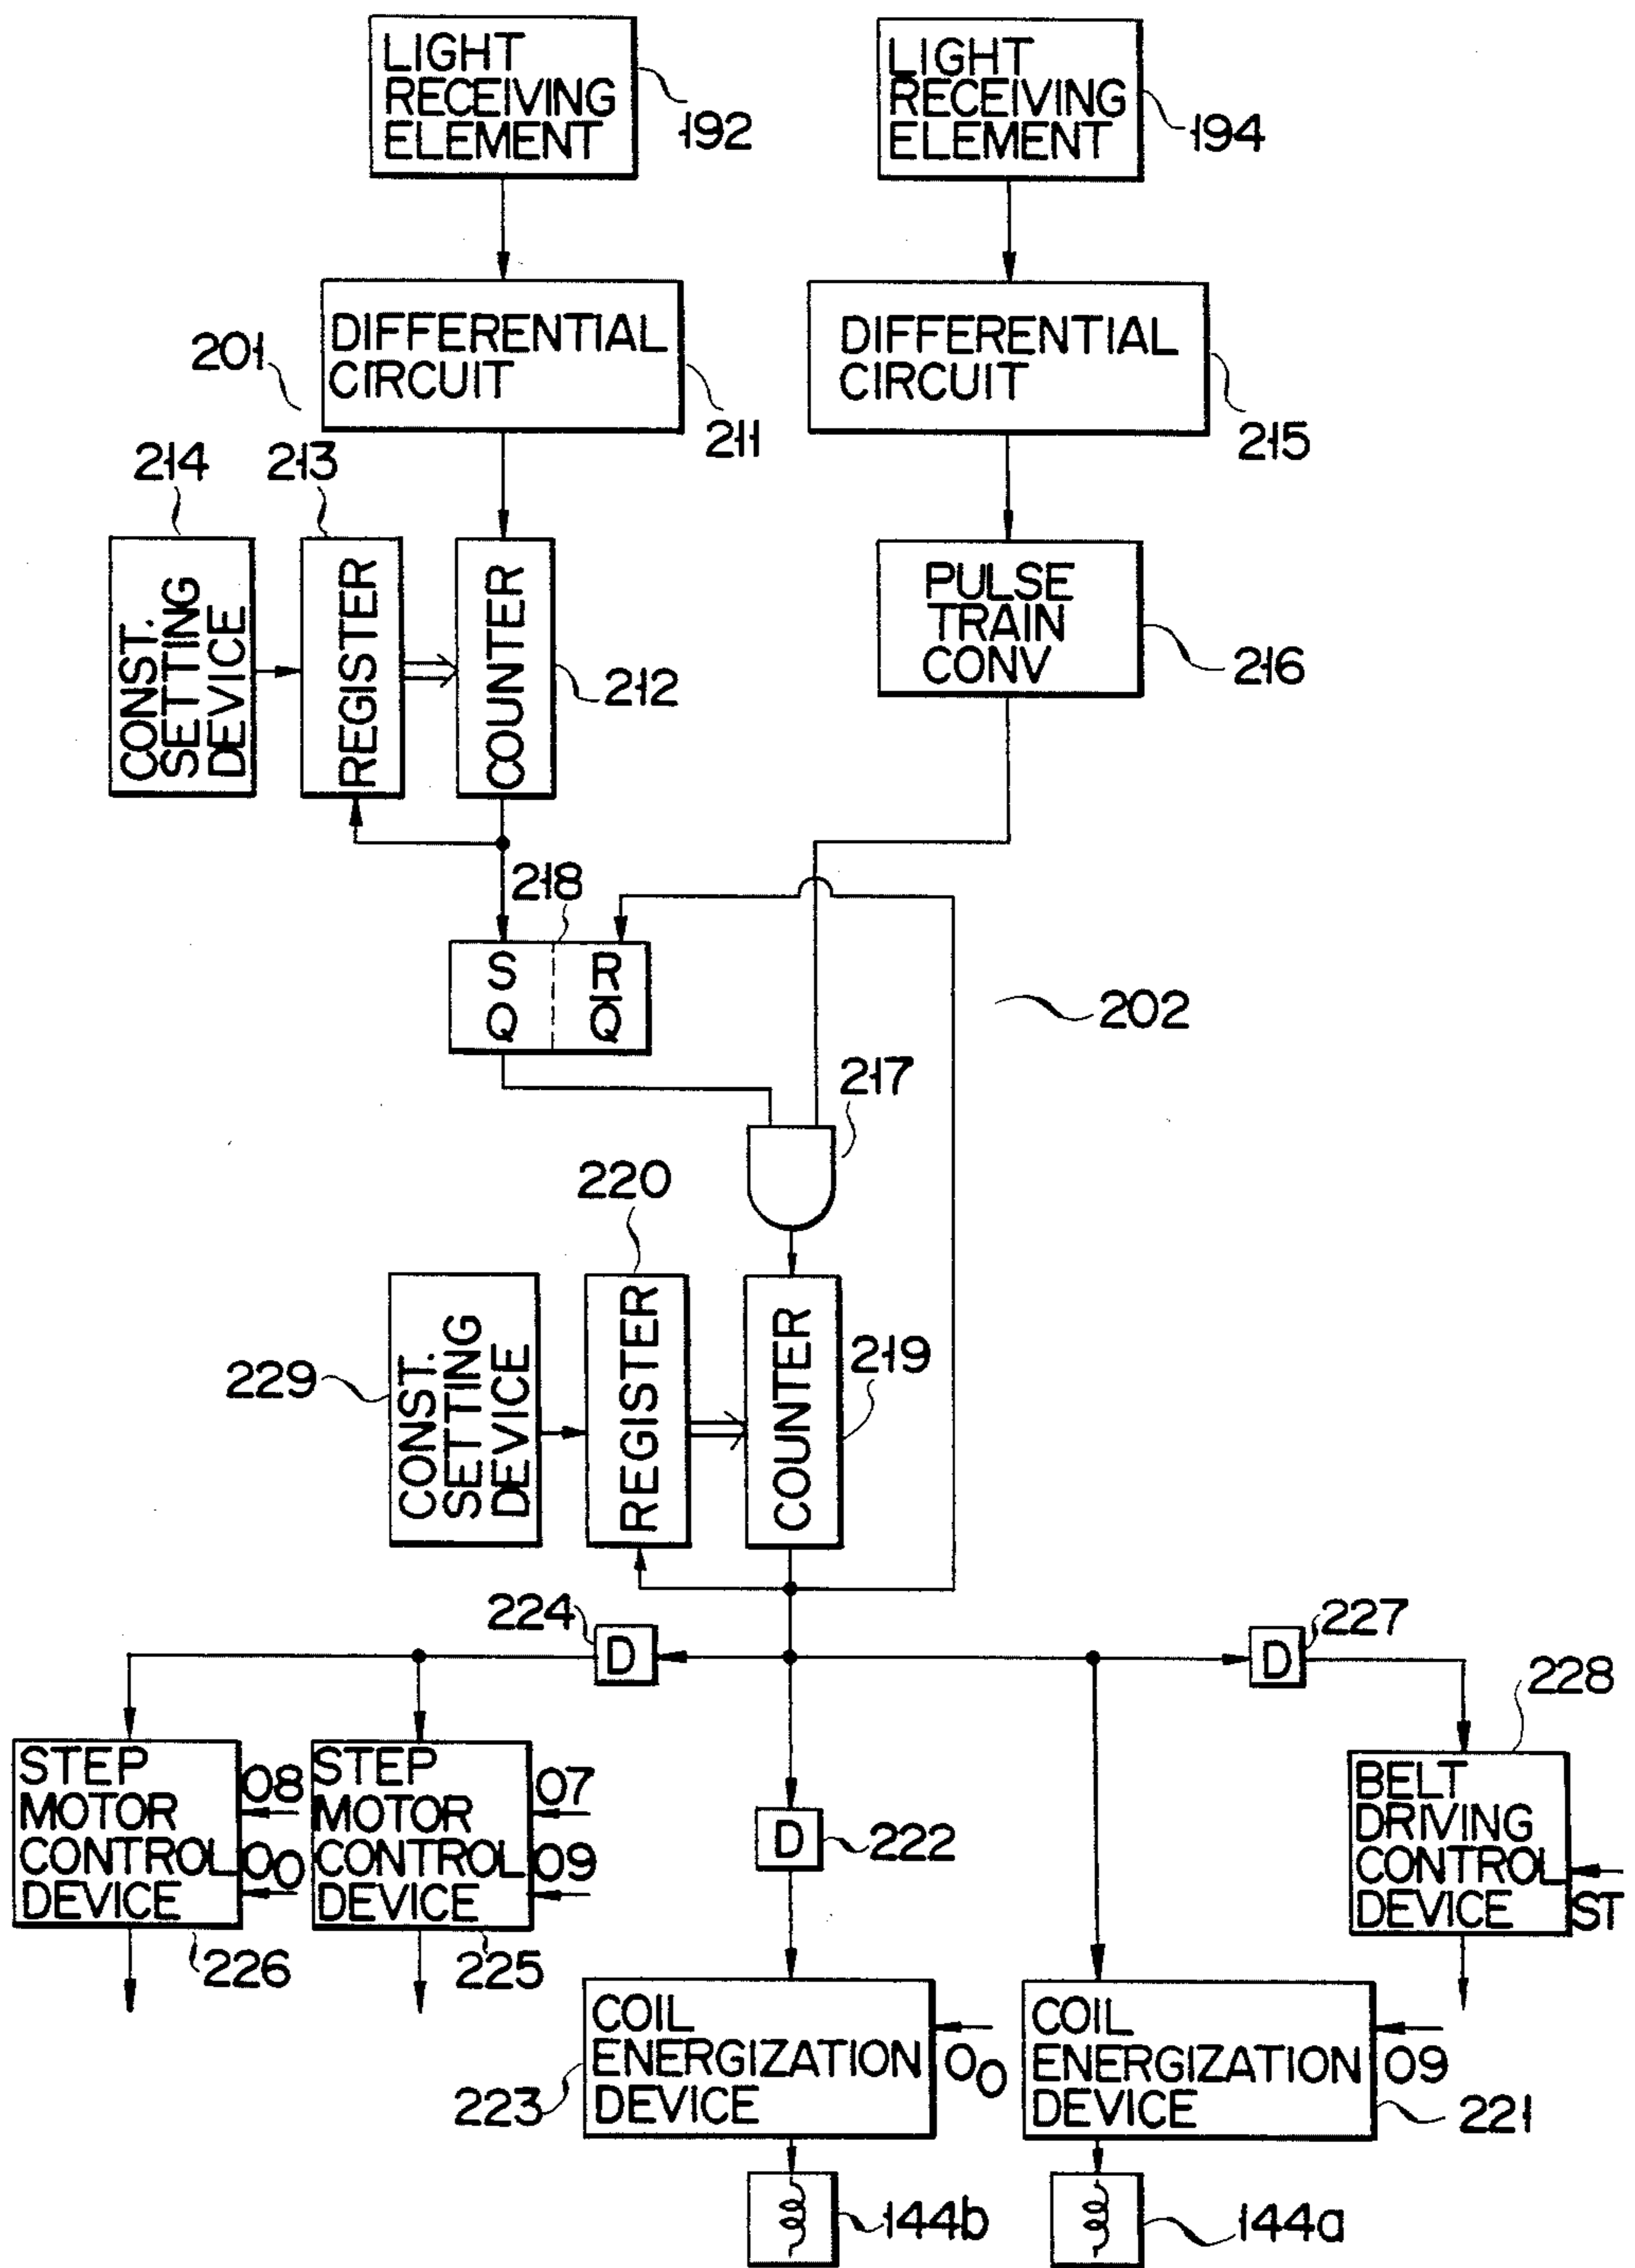 LIGHT
RECEIVING
ELEMENT
192
LIGHT
RECEIVING
ELEMENT
194
201
DIFFERENTIAL
CIRCUIT
211
DIFFERENTIAL
CIRCUIT
215
214
213
CONST.
SETTING
DEVICE
REGISTER
COUNTER
212
PULSE
TRAIN
CONV
216
218
S
R
Q
Q̅
202
217
220
229
CONST.
SETTING
DEVICE
REGISTER
COUNTER
219
224
D
D
227
228
STEP
MOTOR
CONTROL
DEVICE
08
O₀
226
STEP
MOTOR
CONTROL
DEVICE
07
09
225
D
222
BELT
DRIVING
CONTROL
DEVICE
ST
COIL
ENERGIZATION
DEVICE
O₀
223
COIL
ENERGIZATION
DEVICE
09
221
144b
144a